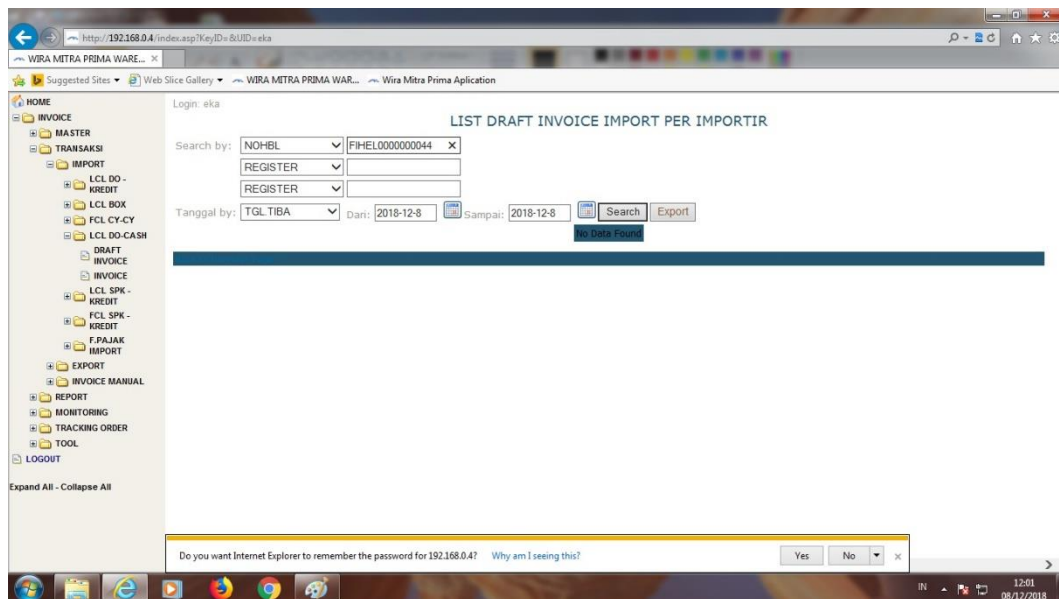 http://192.168.0.4/index.asp?KeyID=&UID=eka
WIRA MITRA PRIMA WARE...
Suggested Sites
Web Slice Gallery
WIRA MITRA PRIMA WAR...
Wira Mitra Prima Aplication
HOME
INVOICE
MASTER
TRANSAKSI
IMPORT
LCL DO -
KREDIT
LCL BOX
FCL CY-CY
LCL DO-CASH
DRAFT
INVOICE
INVOICE
LCL SPK -
KREDIT
FCL SPK -
KREDIT
F.PAJAK
IMPORT
EXPORT
INVOICE MANUAL
REPORT
MONITORING
TRACKING ORDER
TOOL
LOGOUT
Expand All - Collapse All
Login: eka
LIST DRAFT INVOICE IMPORT PER IMPORTIR
Search by: NOHBL FIHEL0000000044
REGISTER
REGISTER
Tanggal by: TGL.TIBA Dari: 2018-12-8 Sampai: 2018-12-8 Search Export
No Data Found
Do you want Internet Explorer to remember the password for 192.168.0.4? Why am I seeing this? Yes No
IN 12:01
08/12/2018